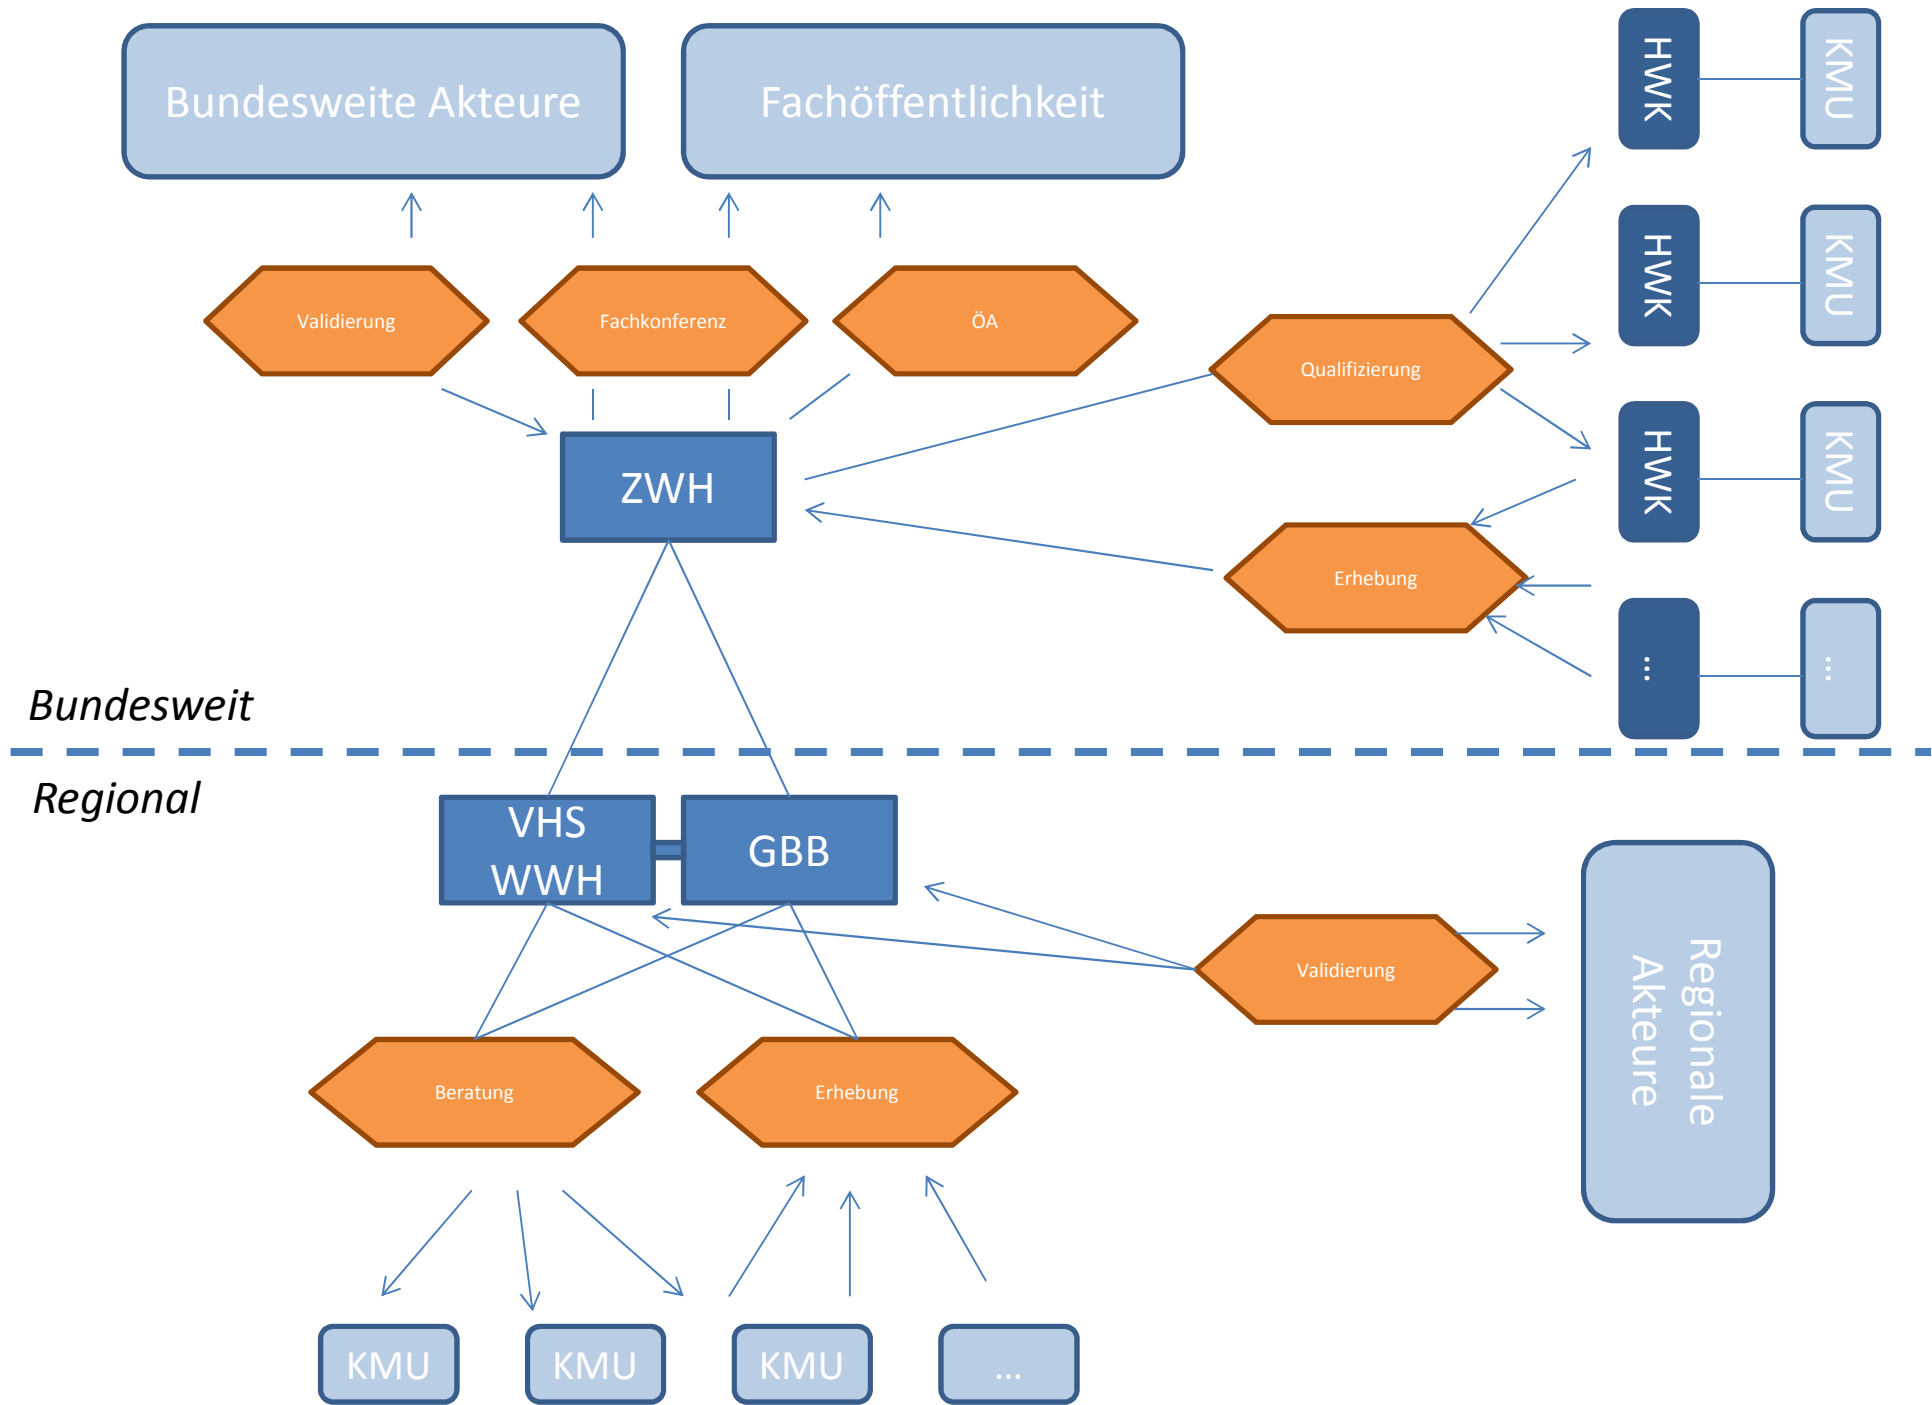 Bundesweite Akteure
Fachöffentlichkeit
HWK
KMU
HWK
KMU
Validierung
Fachkonferenz
ÖA
Qualifizierung
HWK
KMU
ZWH
Erhebung
...
...
Bundesweit
Regional
VHS
WWH
GBB
Validierung
Regionale
Akteure
Beratung
Erhebung
KMU
KMU
KMU
...